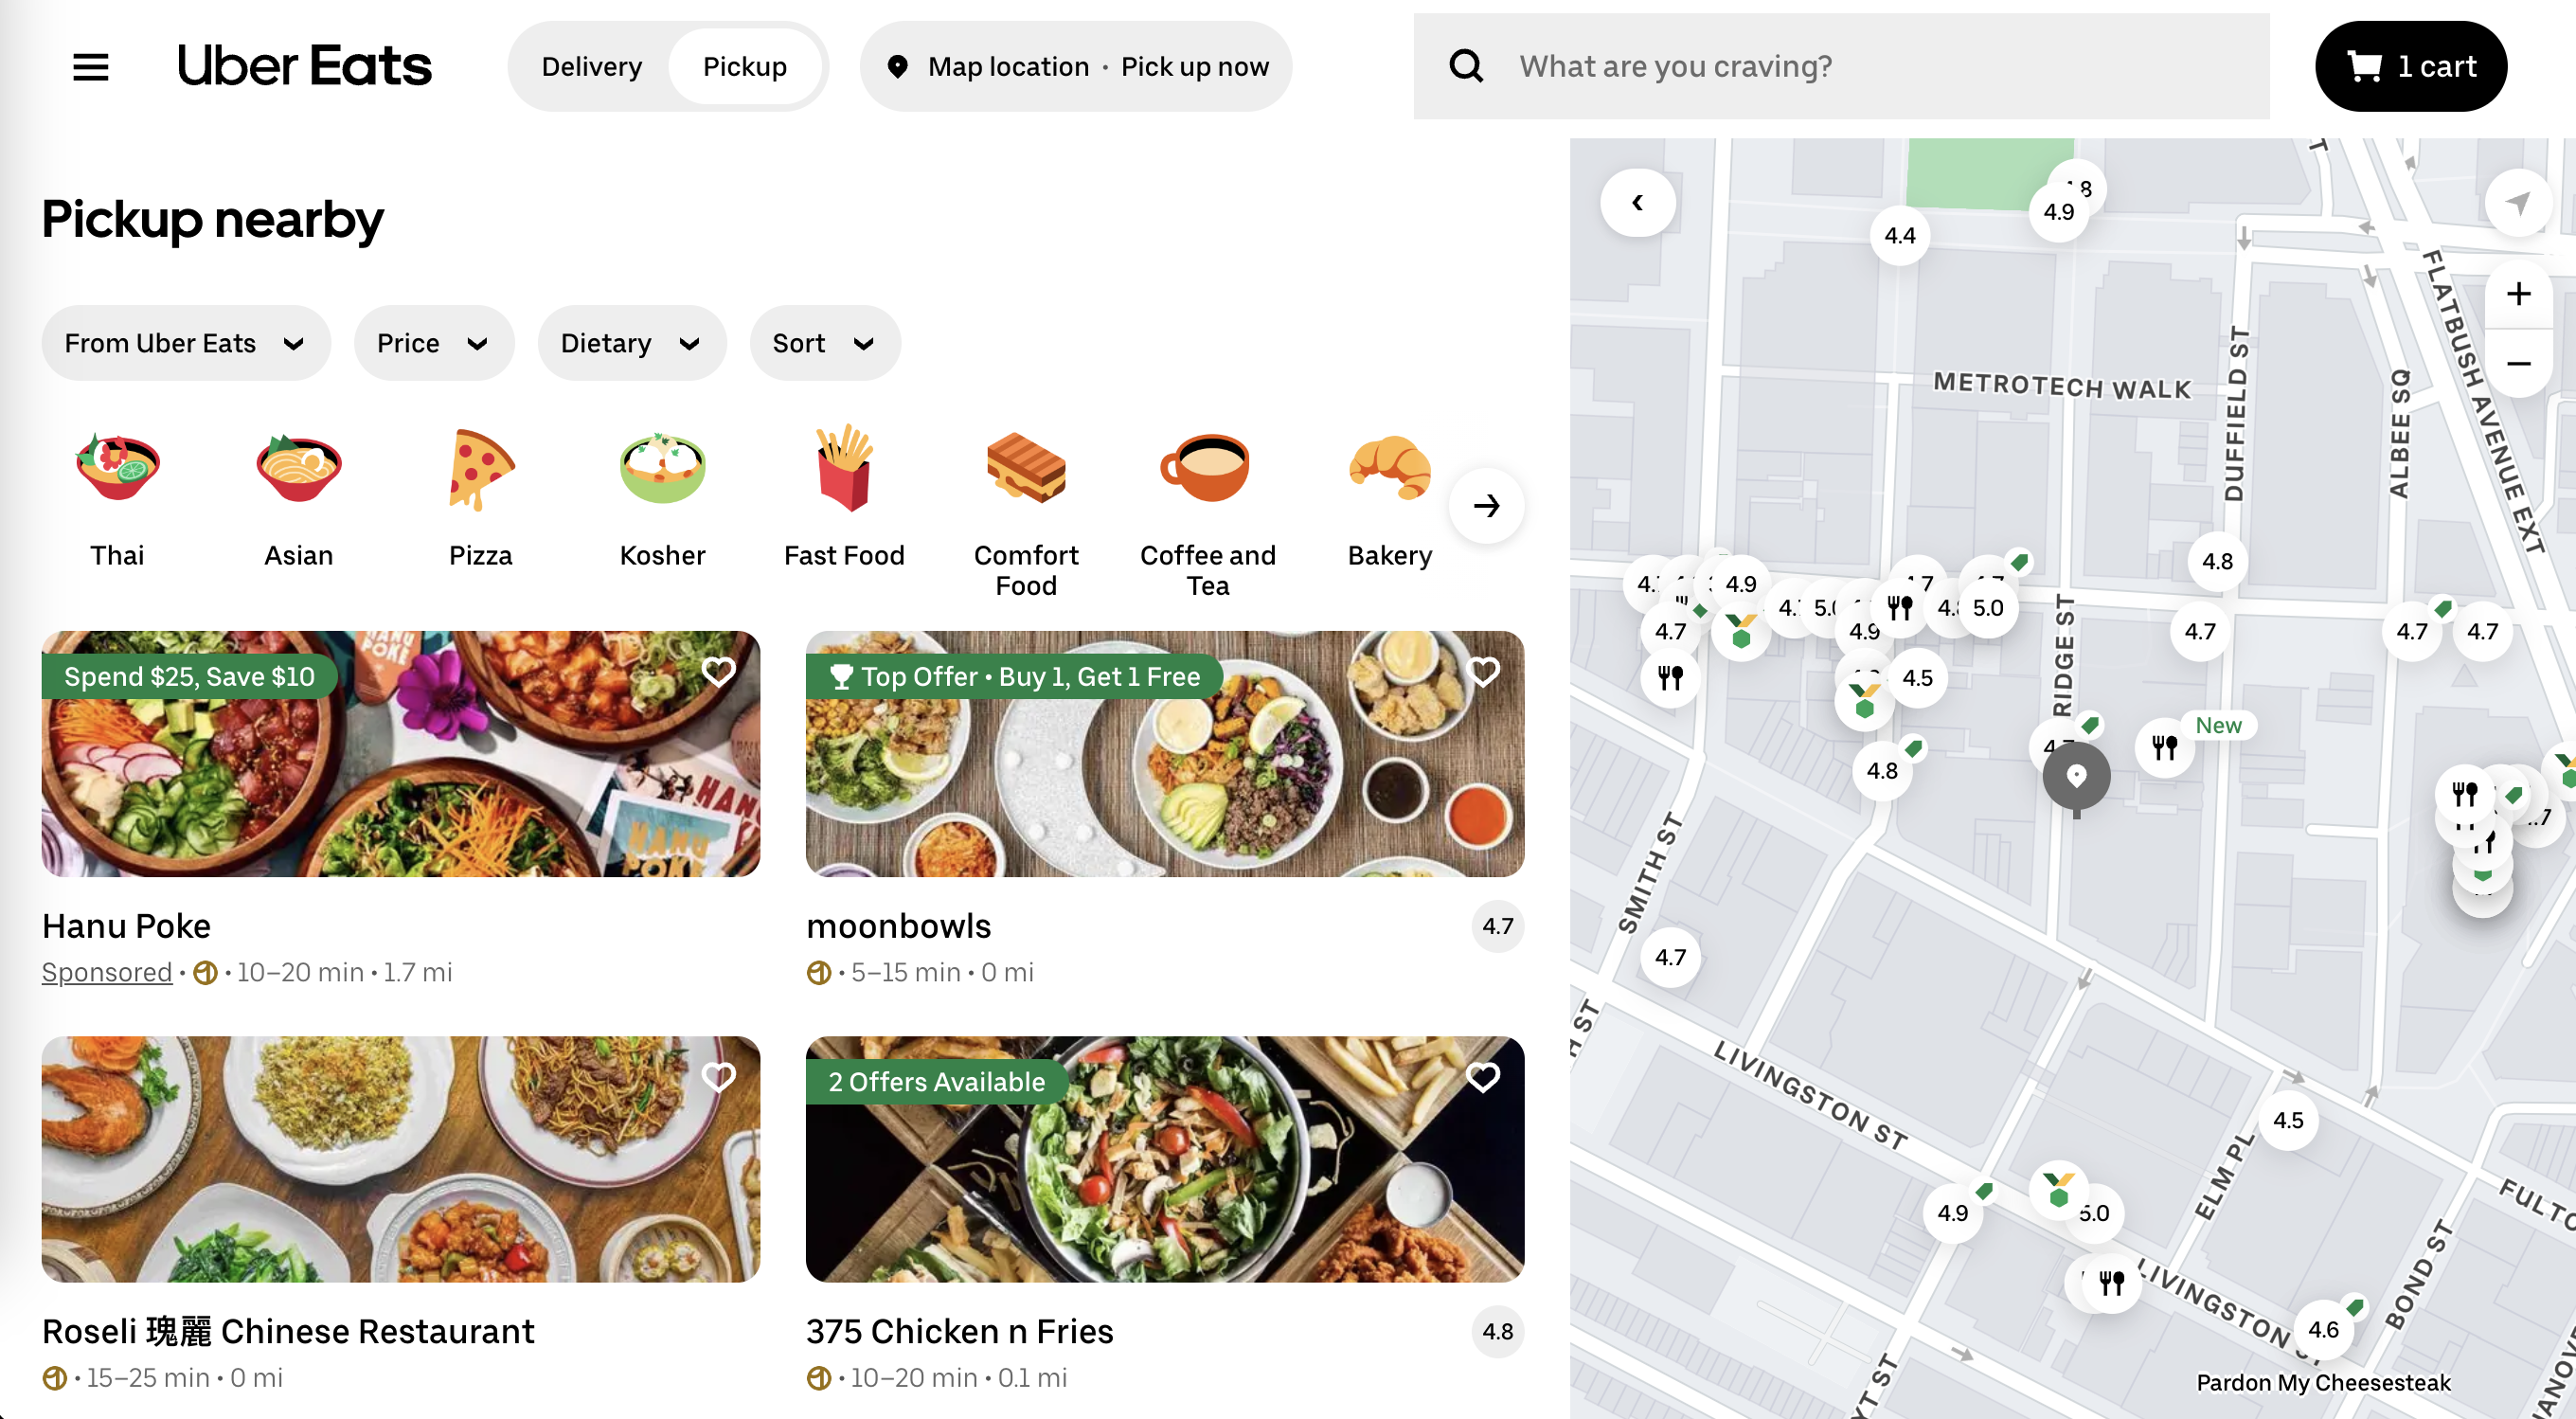 Uber Eats
Delivery
Pickup
Map location • Pick up now
What are you craving?
1 cart
Pickup nearby
From Uber Eats
Price
Dietary
Sort
Thai
Asian
Pizza
Kosher
Fast Food
Comfort
Food
Coffee and
Tea
Bakery
Spend $25, Save $10
HANU
POKE
HANU
POKE
Top Offer • Buy 1, Get 1 Free
Hanu Poke
Sponsored • • 10–20 min • 1.7 mi
moonbowls
4.7
• 5–15 min • 0 mi
2 Offers Available
Roseli 瑰麗 Chinese Restaurant
• 15–25 min • 0 mi
375 Chicken n Fries
4.8
• 10–20 min • 0.1 mi
4.9
4.4
METROTECH WALK
DUFFIELD ST
ALBEE SQ
FLATBUSH AVENUE EXT
4.8
4.9
5.0
4.7
4.9
4.7
4.7
4.7
4.5
RIDGE ST
New
4.8
SMITH ST
4.7
LIVINGSTON ST
4.5
ELM PL
4.9
5.0
LIVINGSTON
BOND ST
4.6
Pardon My Cheesesteak